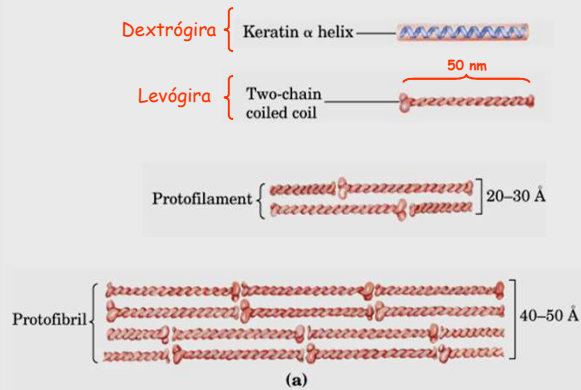 Dextrógira
Keratin α helix
50 nm
Levógira
Two-chain
coiled coil
Protofilament
20–30 Å
Protofibril
40–50 Å
(a)